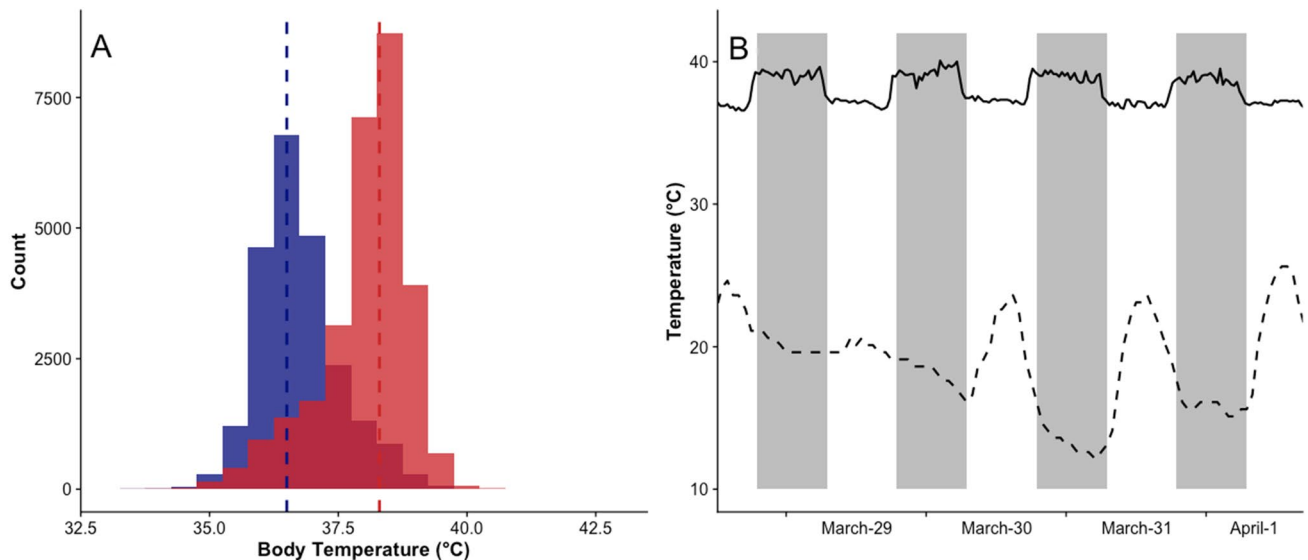 A
7500
5000
2500
0
Count
32.5 35.0 37.5 40.0 42.5
Body Temperature (°C)
B
40
30
20
10
Temperature (°C)
March-29 March-30 March-31 April-1